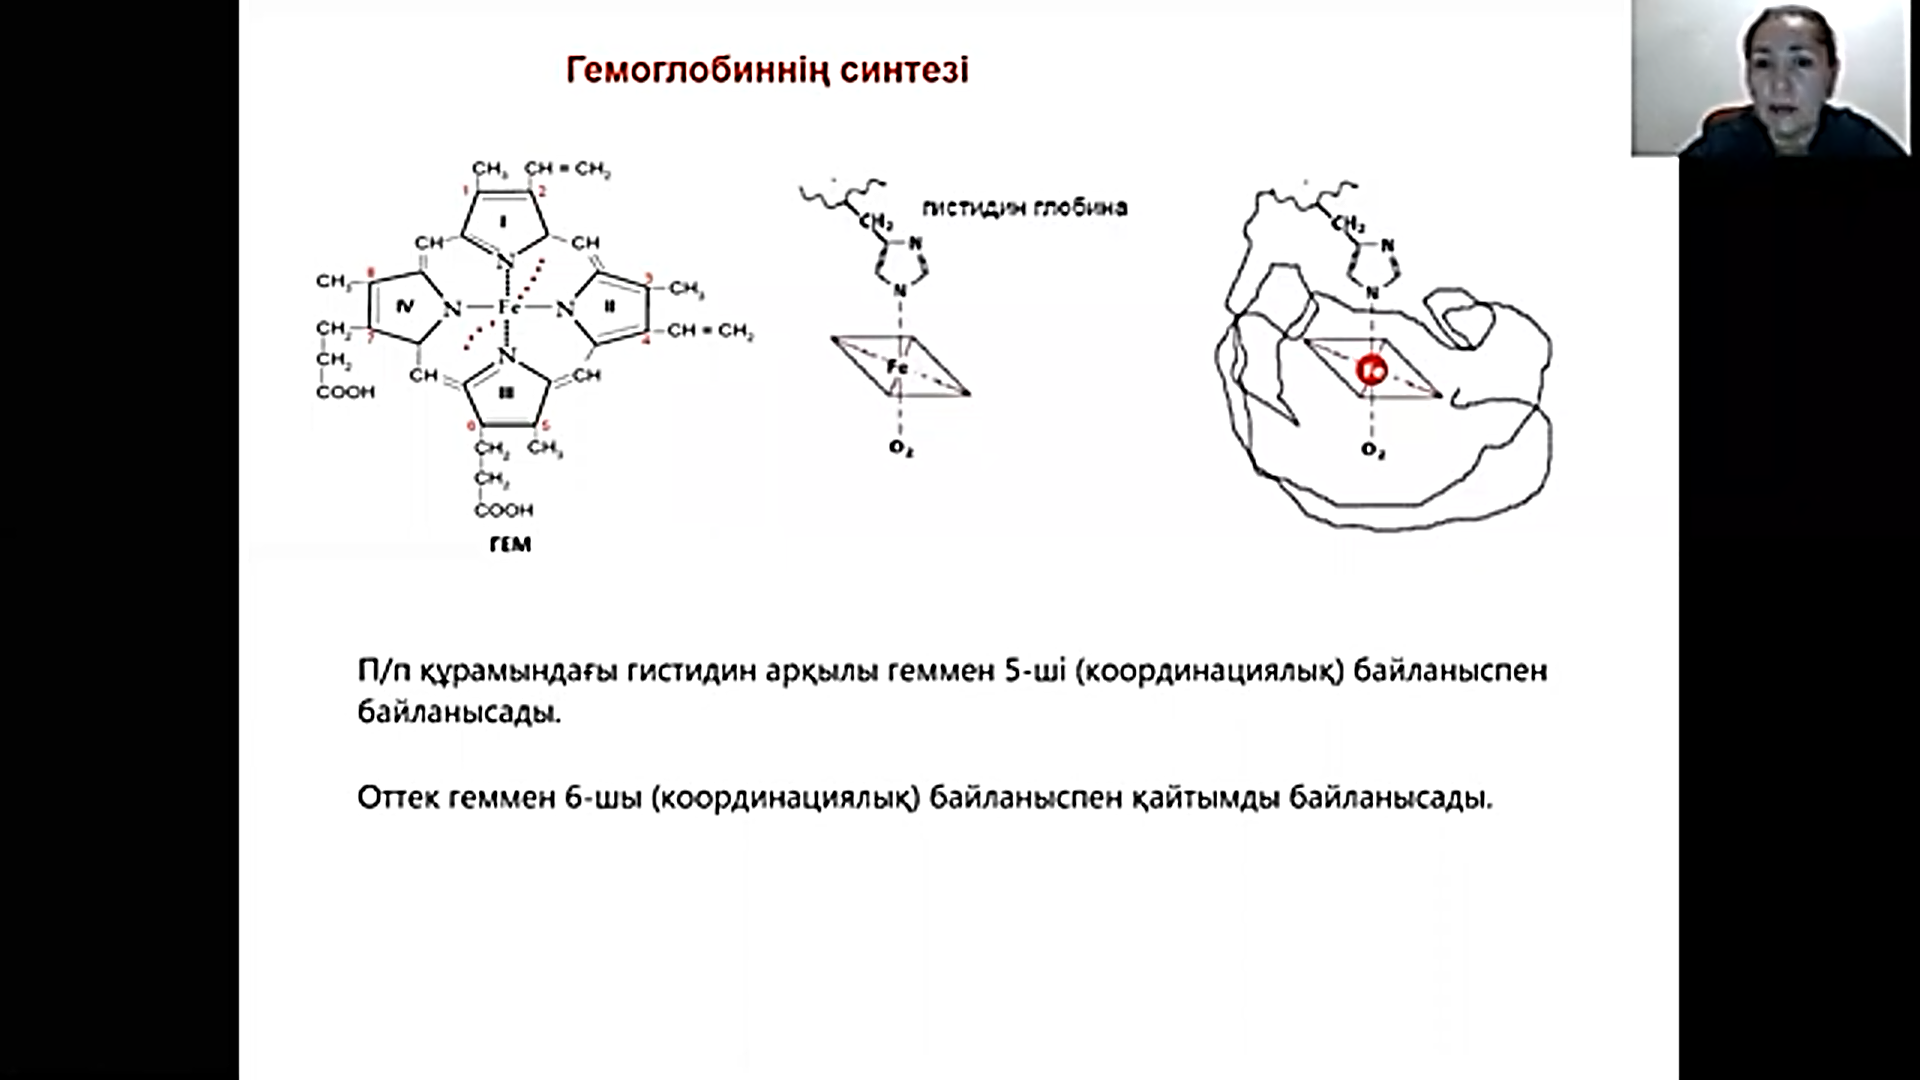 Гемоглобиннің синтезі
CH₃ CH=CH₂
1 2
I
CH N CH
CH₃ 8 3 CH₃
IV N Fe N II
CH₂ 7 4 CH=CH₂
CH₂ N
CH III CH
COOH
6 5
CH₂ CH₃
CH₂
COOH
ГЕМ
гистидин глобина
CH₂
N
N
Fe
O₂
CH₂
N
N
Fe
O₂
П/п құрамындағы гистидин арқылы геммен 5-ші (координациялық) байланыспен
байланысады.
Оттек геммен 6-шы (координациялық) байланыспен қайтымды байланысады.